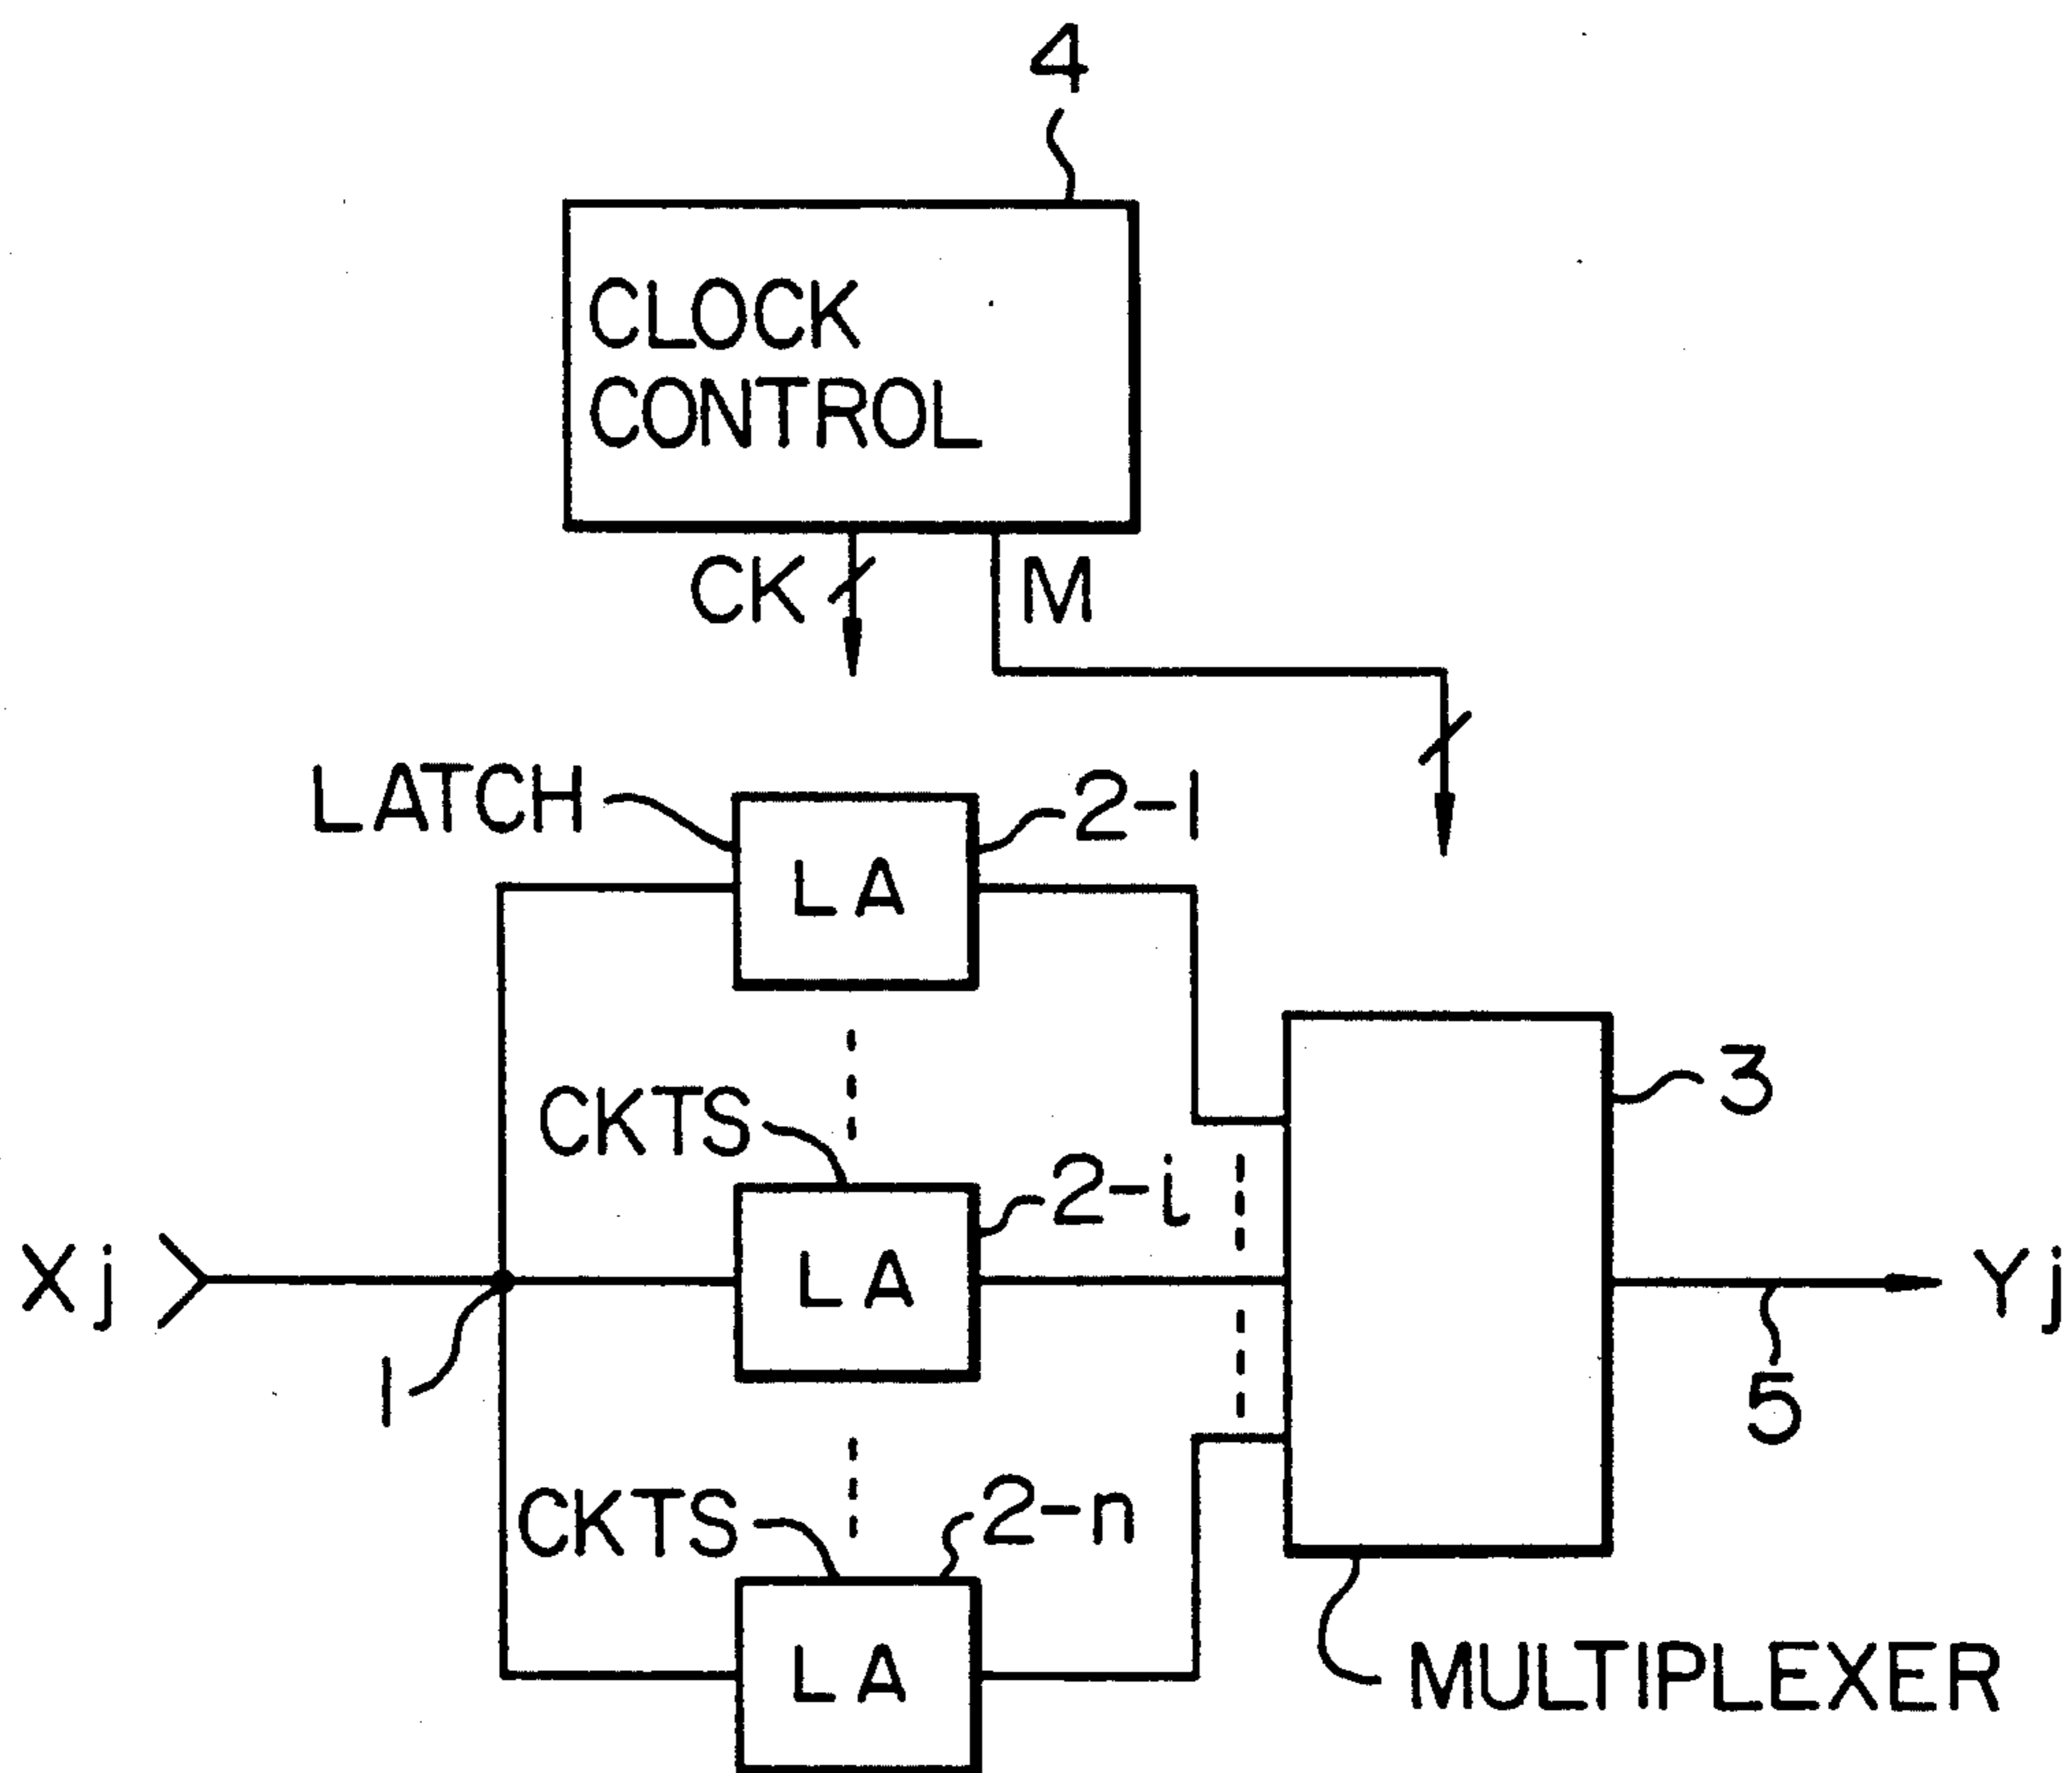 4
CLOCK
CONTROL
CK
M
LATCH
2-1
LA
CKTS
2-i
3
Xj
LA
Yj
1
5
CKTS
2-n
LA
MULTIPLEXER